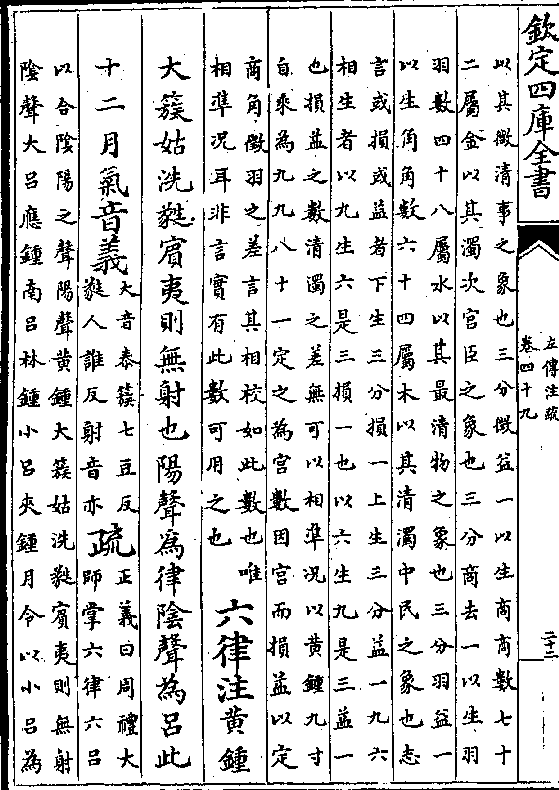 欽定四庫全書
左傳注疏
卷四十九
二十二
以其徴清事之象也三分徴益一以生商商數七十
二屬金以其濁次宫臣之象也三分商去一以生羽
羽數四十八屬水以其最清物之象也三分羽益一
以生角角數六十四屬木以其清濁中民之象也志
言或損或益者下生三分損一上生三分益一九六
相生者以九生六是三損一也以六生九是三益一
也損益之數清濁之差無可以相準况以黄鍾九寸
自乘為九九八十一定之為宫數因宫而損益以定
商角徴羽之差言其相校如此數也唯
相準况耳非言實有此數可用之也
六律注黄鍾
大簇姑洗蕤賔夷則無射也陽聲為律陰聲為吕此
十二月氣音義
大音泰簇七豆反
蕤人誰反射音亦
疏
正義曰周禮大
師掌六律六吕
以合陰陽之聲陽聲黄鍾大簇姑洗蕤賓夷則無射
陰聲大吕應鍾南吕林鍾小吕夾鍾月令以小吕為